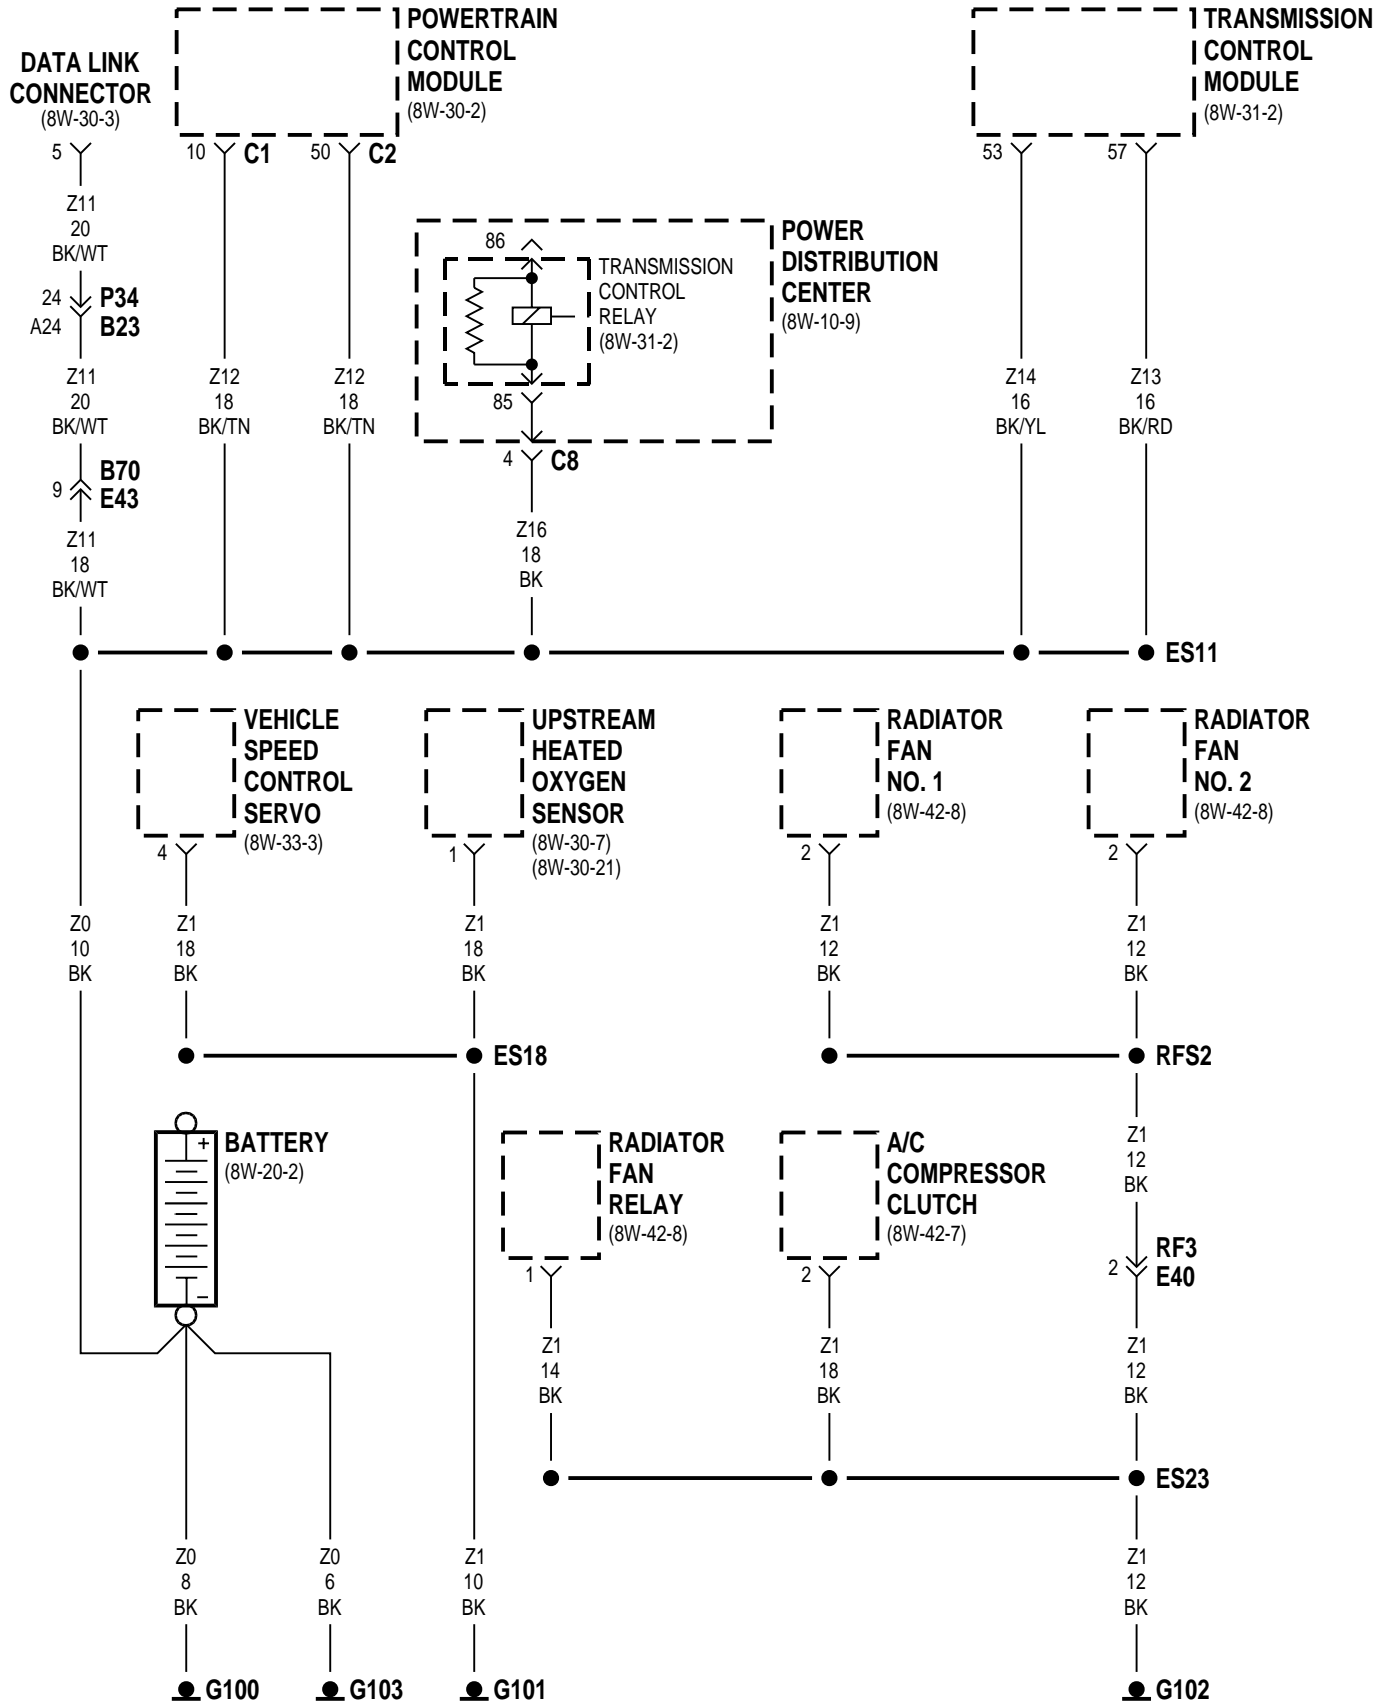 POWERTRAIN
CONTROL
MODULE
(8W-30-2)
TRANSMISSION
CONTROL
MODULE
(8W-31-2)
DATA LINK
CONNECTOR
(8W-30-3)
5
10
C1
50
C2
53
57
Z11
20
BK/WT
24
P34
A24
B23
86
TRANSMISSION
CONTROL
RELAY
(8W-31-2)
POWER
DISTRIBUTION
CENTER
(8W-10-9)
Z11
20
BK/WT
Z12
18
BK/TN
Z12
18
BK/TN
85
4
C8
Z14
16
BK/YL
Z13
16
BK/RD
9
B70
E43
Z11
18
BK/WT
Z16
18
BK
ES11
VEHICLE
SPEED
CONTROL
SERVO
(8W-33-3)
4
UPSTREAM
HEATED
OXYGEN
SENSOR
(8W-30-7)
(8W-30-21)
1
RADIATOR
FAN
NO. 1
(8W-42-8)
2
RADIATOR
FAN
NO. 2
(8W-42-8)
2
Z0
10
BK
Z1
18
BK
Z1
18
BK
Z1
12
BK
Z1
12
BK
ES18
RFS2
+
BATTERY
(8W-20-2)
–
RADIATOR
FAN
RELAY
(8W-42-8)
1
A/C
COMPRESSOR
CLUTCH
(8W-42-7)
2
Z1
12
BK
2
RF3
E40
Z1
14
BK
Z1
18
BK
Z1
12
BK
ES23
Z0
8
BK
Z0
6
BK
Z1
10
BK
Z1
12
BK
G100
G103
G101
G102